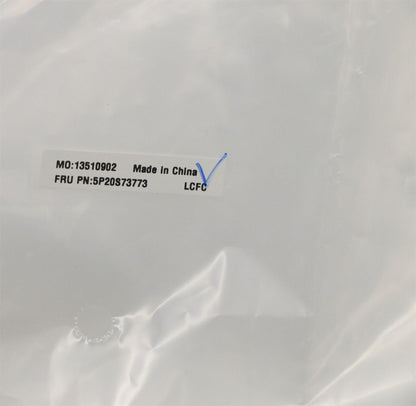 MO:13510902 Made in China
FRU PN:5P20S73773 LCFC